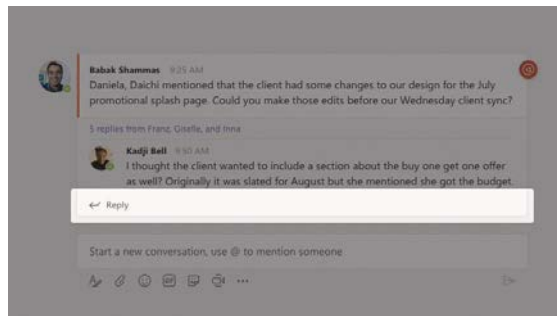 Babak Shammas 9:25 AM
Daniela, Daichi mentioned that the client had some changes to our design for the July
promotional splash page. Could you make those edits before our Wednesday client sync?
5 replies from Franz, Giselle, and Inna
Kadji Bell 9:50 AM
I thought the client wanted to include a section about the buy one get one offer
as well? Originally it was slated for August but she mentioned she got the budget.
Reply
Start a new conversation, use @ to mention someone
GIF